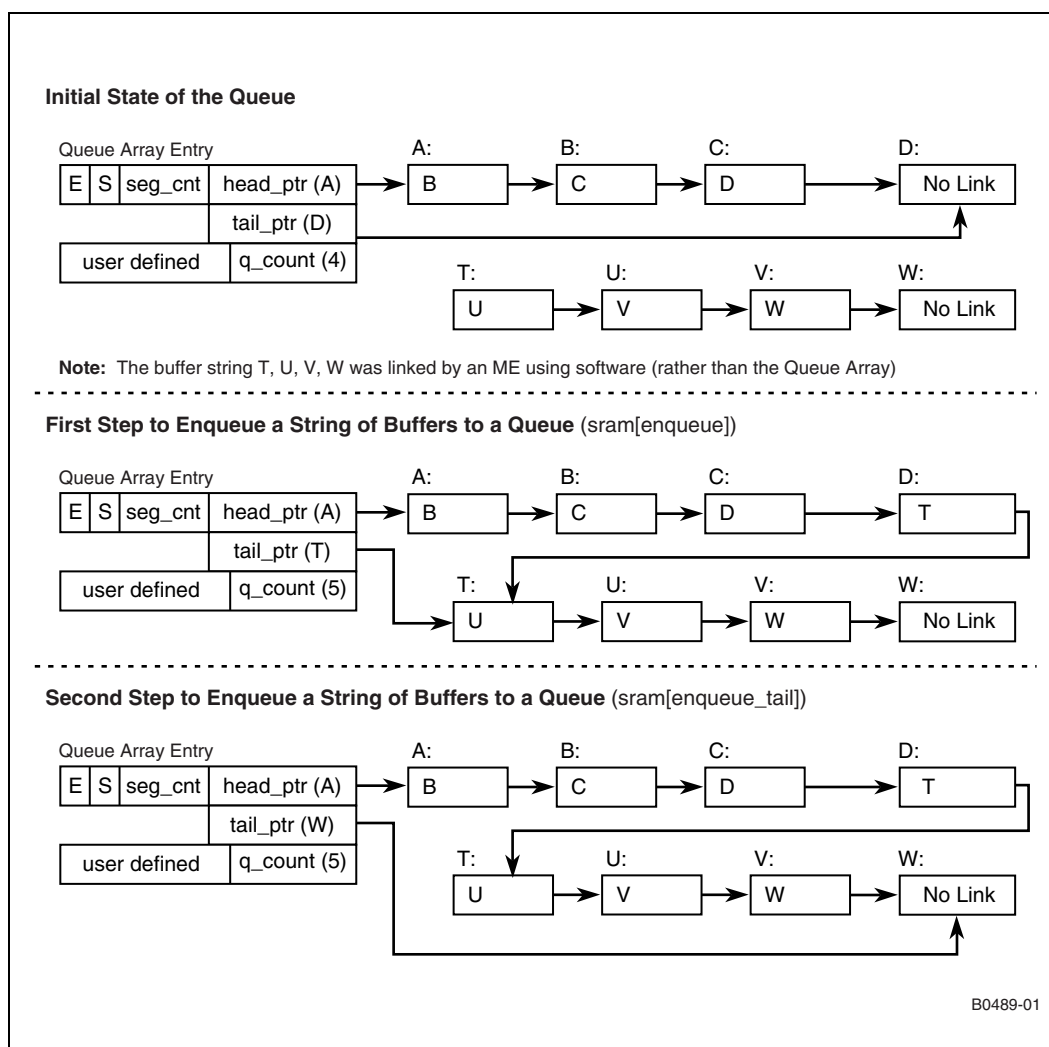 Initial State of the Queue
Queue Array Entry
A: B: C: D:
E S seg_cnt head_ptr (A) B C D No Link
tail_ptr (D)
user defined q_count (4)
T: U: V: W:
U V W No Link
Note: The buffer string T, U, V, W was linked by an ME using software (rather than the Queue Array)
First Step to Enqueue a String of Buffers to a Queue (sram[enqueue])
Queue Array Entry
A: B: C: D:
E S seg_cnt head_ptr (A) B C D T
tail_ptr (T)
user defined q_count (5)
T: U: V: W:
U V W No Link
Second Step to Enqueue a String of Buffers to a Queue (sram[enqueue_tail])
Queue Array Entry
A: B: C: D:
E S seg_cnt head_ptr (A) B C D T
tail_ptr (W)
user defined q_count (5)
T: U: V: W:
U V W No Link
B0489-01